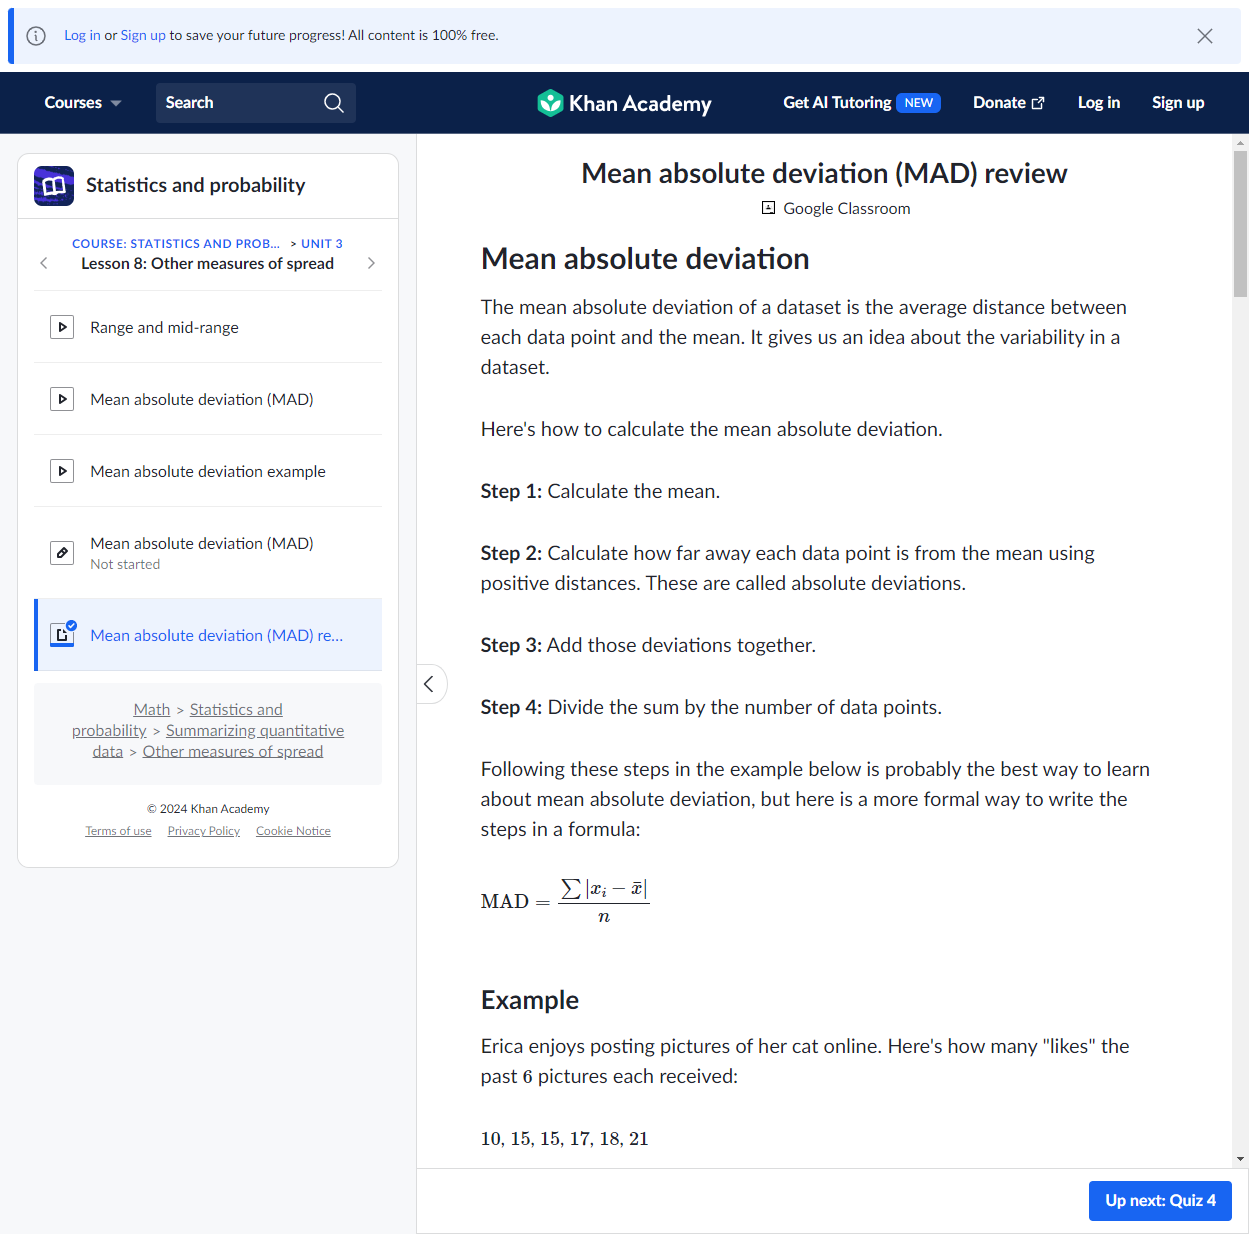 Log in or Sign up to save your future progress! All content is 100% free.
Courses
Search
Khan Academy
Get AI Tutoring NEW
Donate
Log in
Sign up
Statistics and probability
COURSE: STATISTICS AND PROB... > UNIT 3
Lesson 8: Other measures of spread
Range and mid-range
Mean absolute deviation (MAD)
Mean absolute deviation example
Mean absolute deviation (MAD)
Not started
Mean absolute deviation (MAD) re...
Math > Statistics and
probability > Summarizing quantitative
data > Other measures of spread
© 2024 Khan Academy
Terms of use Privacy Policy Cookie Notice
Mean absolute deviation (MAD) review
Google Classroom
Mean absolute deviation
The mean absolute deviation of a dataset is the average distance between
each data point and the mean. It gives us an idea about the variability in a
dataset.
Here's how to calculate the mean absolute deviation.
Step 1: Calculate the mean.
Step 2: Calculate how far away each data point is from the mean using
positive distances. These are called absolute deviations.
Step 3: Add those deviations together.
Step 4: Divide the sum by the number of data points.
Following these steps in the example below is probably the best way to learn
about mean absolute deviation, but here is a more formal way to write the
steps in a formula:
MAD = ∑|xᵢ − x̄| / n
Example
Erica enjoys posting pictures of her cat online. Here's how many "likes" the
past 6 pictures each received:
10, 15, 15, 17, 18, 21
Up next: Quiz 4